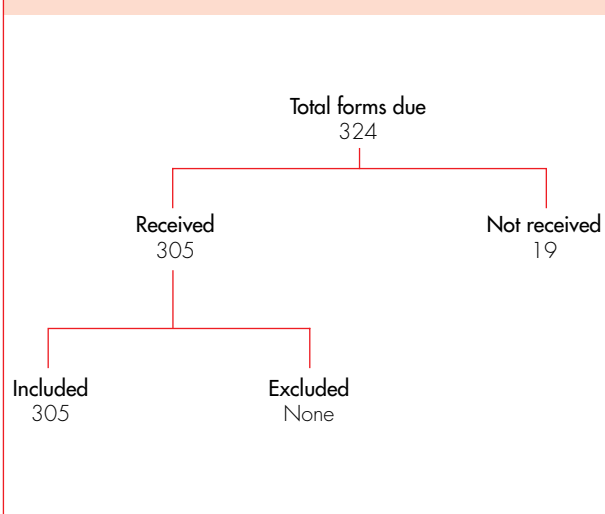 Total forms due
324
Received
305
Not received
19
Included
305
Excluded
None